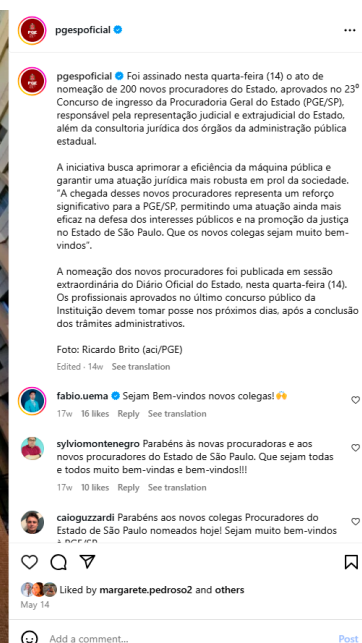 pgespoficial
pgespoficial Foi assinado nesta quarta-feira (14) o ato de
nomeação de 200 novos procuradores do Estado, aprovados no 23º
Concurso de ingresso da Procuradoria Geral do Estado (PGE/SP),
responsável pela representação judicial e extrajudicial do Estado,
além da consultoria jurídica dos órgãos da administração pública
estadual.
A iniciativa busca aprimorar a eficiência da máquina pública e
garantir uma atuação jurídica mais robusta em prol da sociedade.
"A chegada desses novos procuradores representa um reforço
significativo para a PGE/SP, permitindo uma atuação ainda mais
eficaz na defesa dos interesses públicos e na promoção da justiça
no Estado de São Paulo. Que os novos colegas sejam muito bem-
vindos".
A nomeação dos novos procuradores foi publicada em sessão
extraordinária do Diário Oficial do Estado, nesta quarta-feira (14).
Os profissionais aprovados no último concurso público da
Instituição devem tomar posse nos próximos dias, após a conclusão
dos trâmites administrativos.
Foto: Ricardo Brito (aci/PGE)
Edited · 14w See translation
fabio.uema Sejam Bem-vindos novos colegas!🙌
17w 16 likes Reply See translation
sylviomontenegro Parabéns às novas procuradoras e aos
novos procuradores do Estado de São Paulo. Que sejam todas
e todos muito bem-vindas e bem-vindos!!!
17w 10 likes Reply See translation
caioguzzardi Parabéns aos novos colegas Procuradores do
Estado de São Paulo nomeados hoje! Sejam muito bem vindos
à PGE/SP
Liked by margarete.pedroso2 and others
May 14
Add a comment...
Post